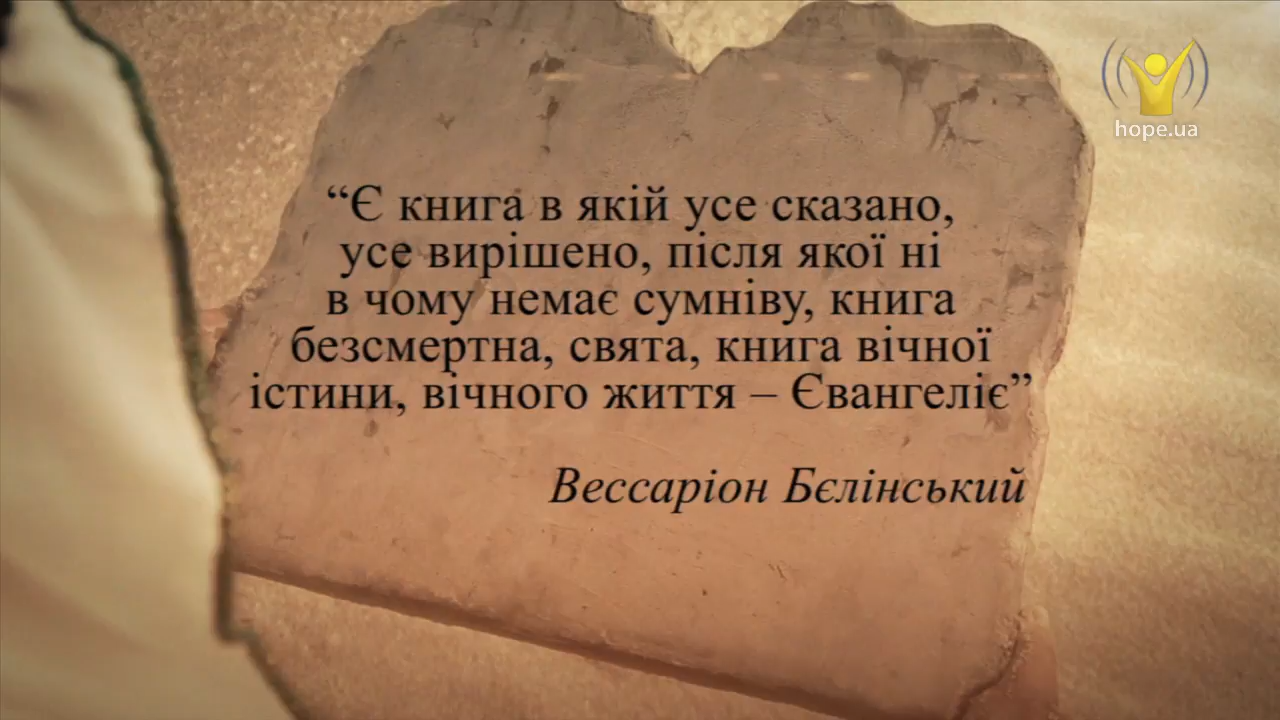 hope.ua
“Є книга в якій усе сказано,
усе вирішено, після якої ні
в чому немає сумніву, книга
безсмертна, свята, книга вічної
істини, вічного життя – Євангеліє”
Вессаріон Бєлінський